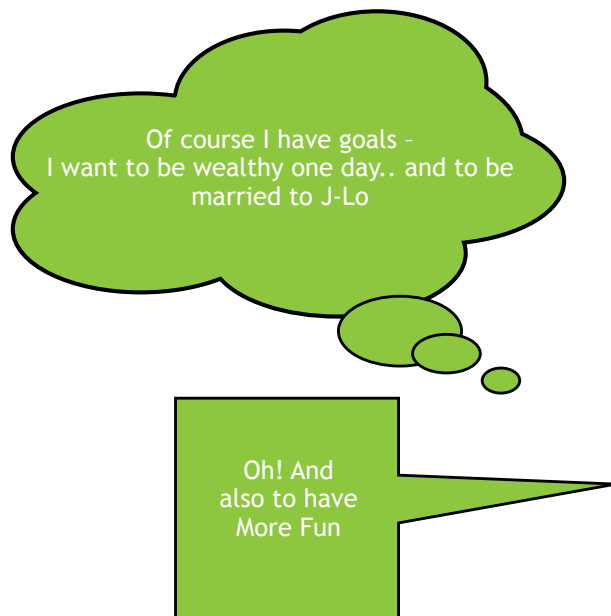 Of course I have goals –
I want to be wealthy one day.. and to be
married to J-Lo
Oh! And
also to have
More Fun